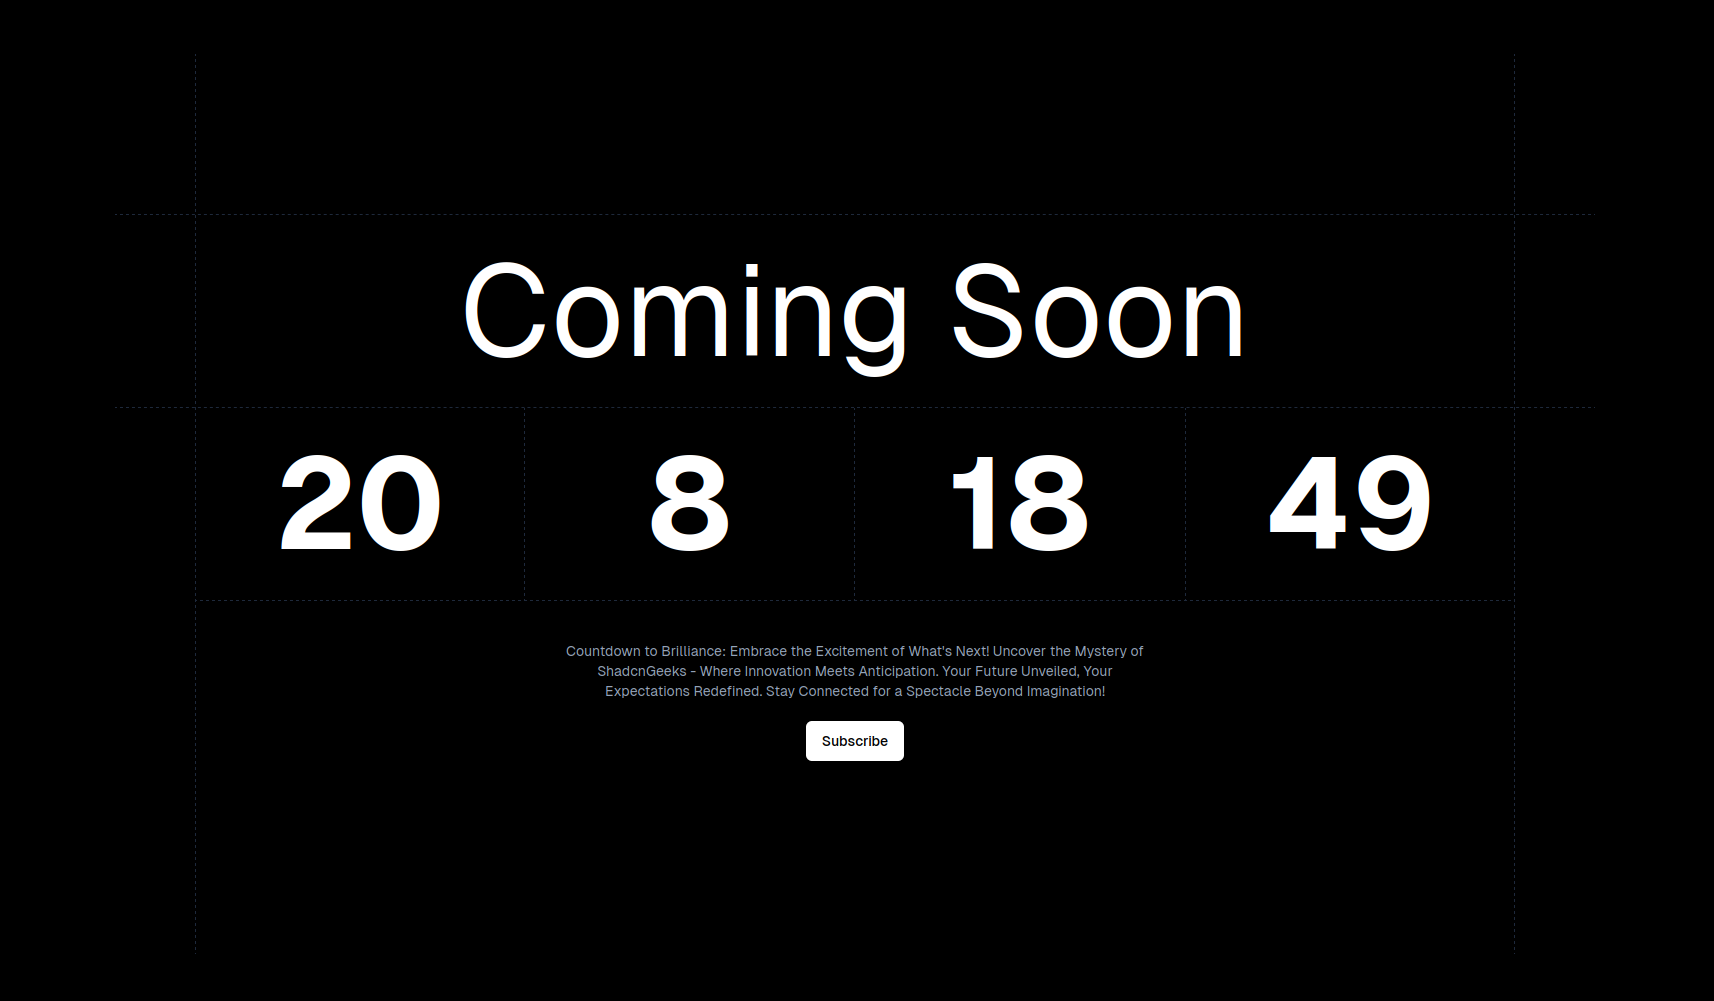 Coming Soon
20 8 18 49
Countdown to Brilliance: Embrace the Excitement of What's Next! Uncover the Mystery of
ShadcnGeeks - Where Innovation Meets Anticipation. Your Future Unveiled, Your
Expectations Redefined. Stay Connected for a Spectacle Beyond Imagination!
Subscribe